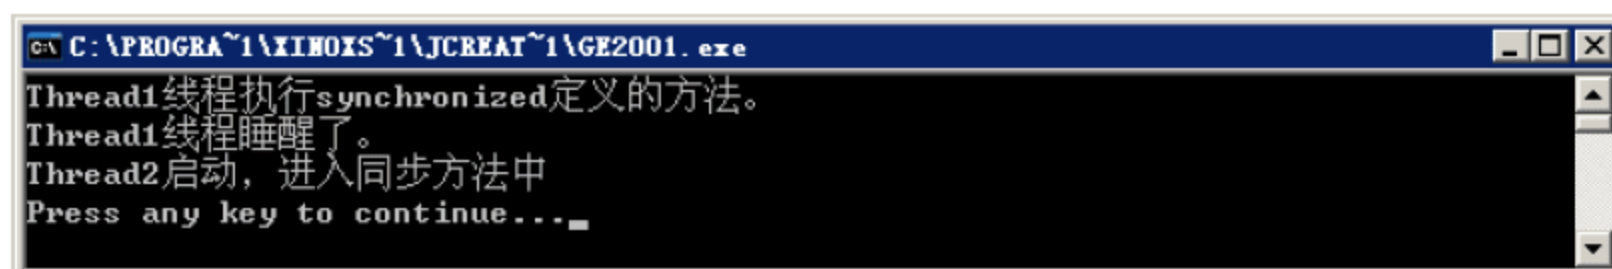 C:\PROGRA~1\XINOXS~1\JCREAT~1\GE2001.exe
Thread1线程执行synchronized定义的方法。
Thread1线程睡醒了。
Thread2启动，进入同步方法中
Press any key to continue...